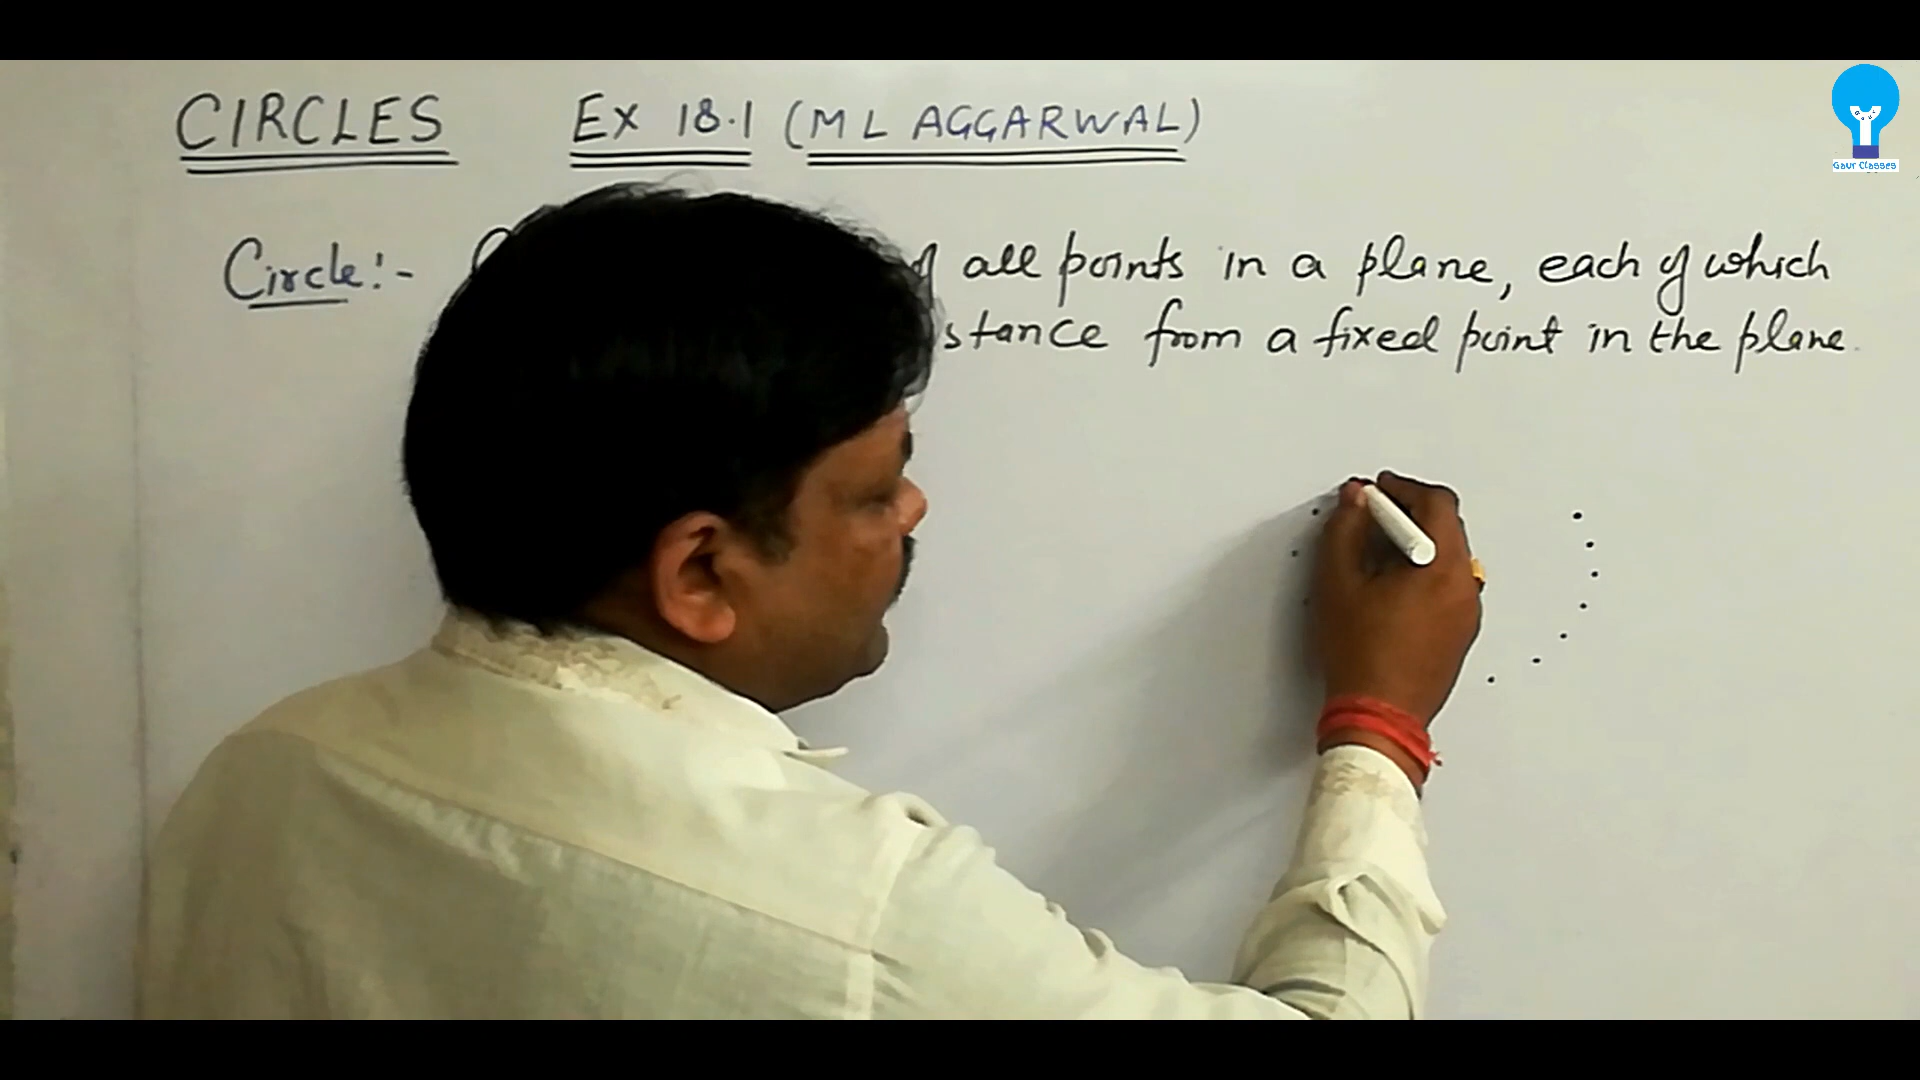 CIRCLES Ex 18.1 (M L AGGARWAL)
Gaur Classes
Circle:- of all points in a plane, each of which
stance from a fixed point in the plane.